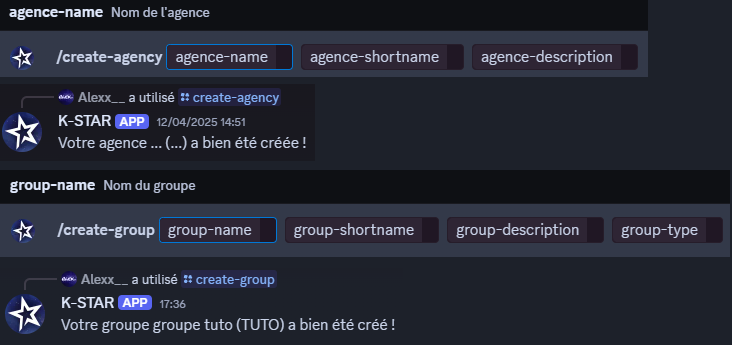 agence-name Nom de l'agence
/create-agency agence-name agence-shortname agence-description
Alexx__ a utilisé create-agency
K-STAR APP 12/04/2025 14:51
Votre agence ... (...) a bien été créée !
group-name Nom du groupe
/create-group group-name group-shortname group-description group-type
Alexx__ a utilisé create-group
K-STAR APP 17:36
Votre groupe groupe tuto (TUTO) a bien été créé !